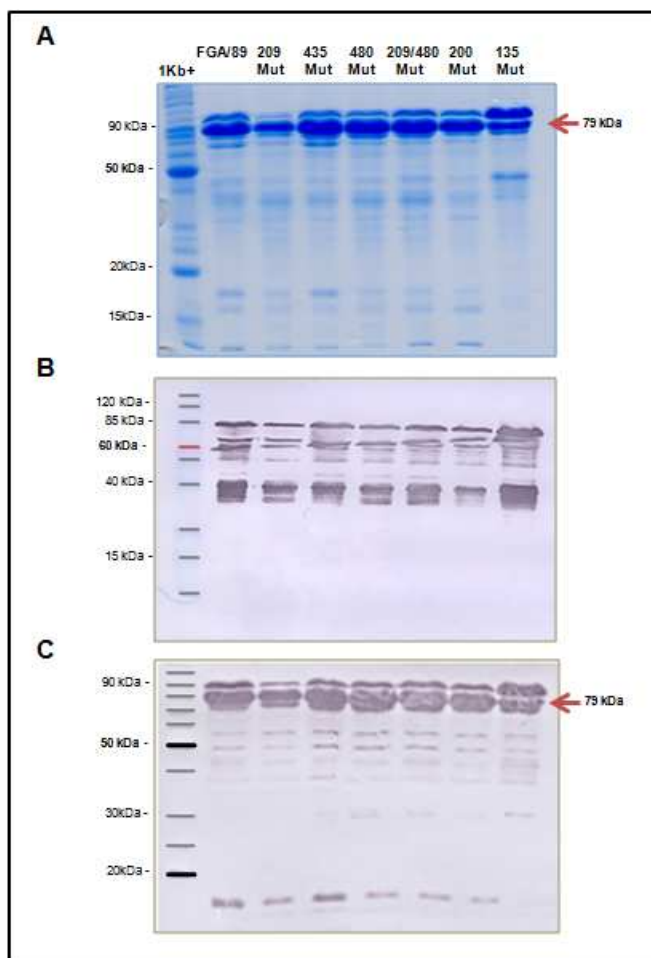 A
FGA/89 209 435 480 209/480 200 135
1Kb+ Mut Mut Mut Mut Mut Mut
90 kDa - 79 kDa
50 kDa -
20kDa -
15kDa -
B
120 kDa -
85 kDa -
60 kDa -
40 kDa -
15 kDa -
C
90 kDa - 79 kDa
50 kDa -
30kDa -
20kDa -